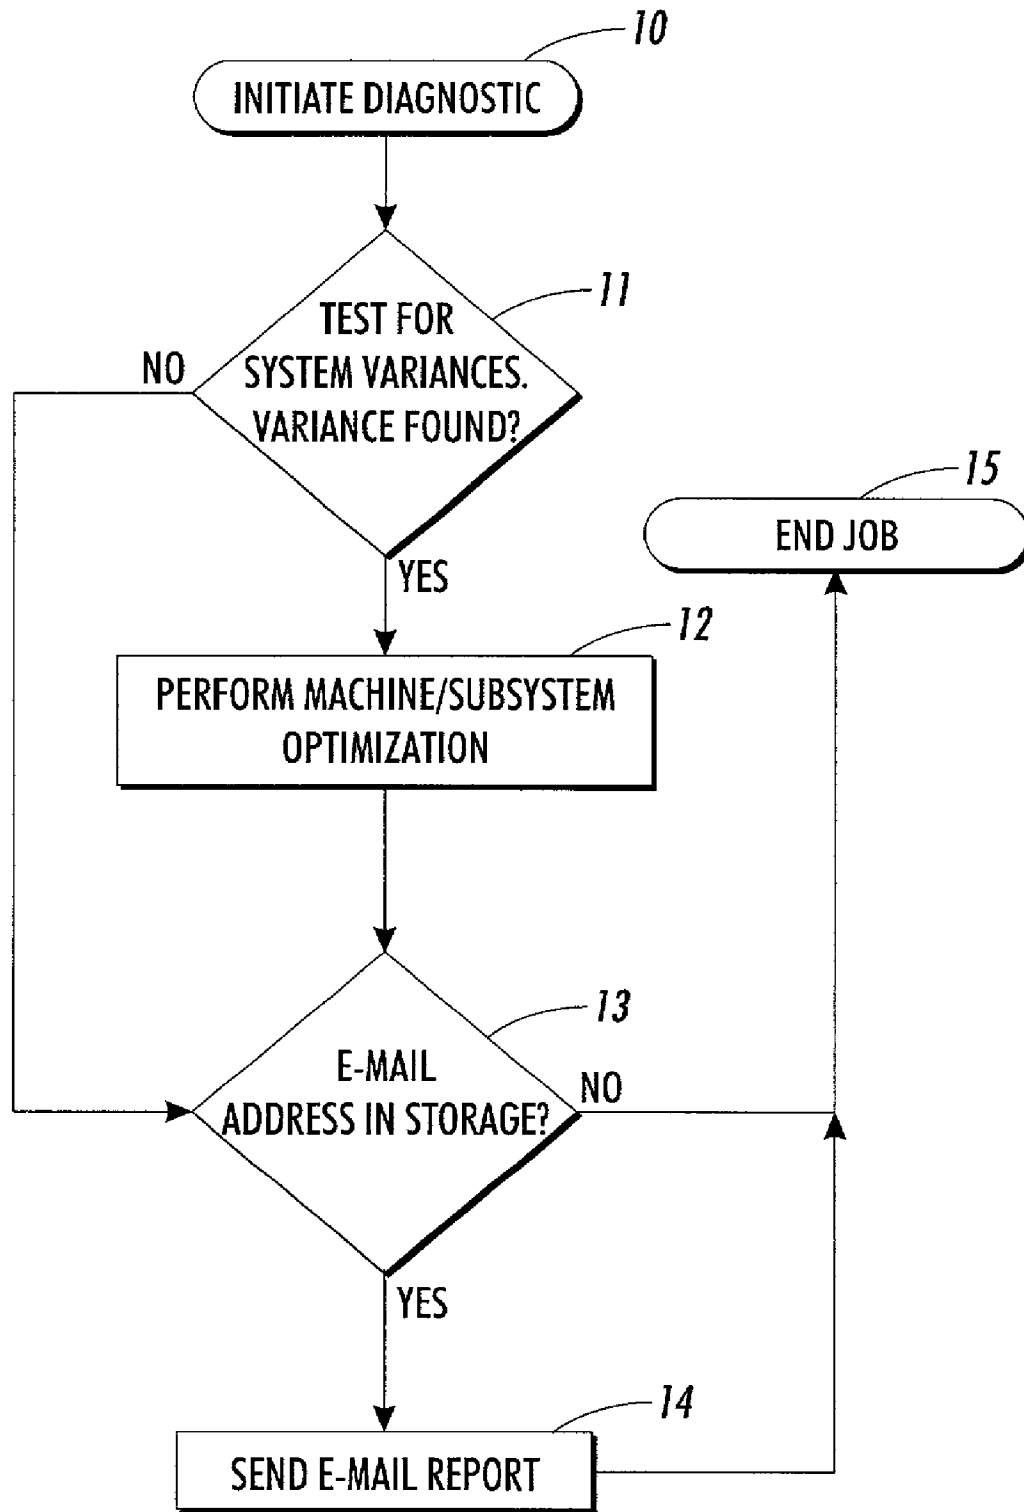 10
INITIATE DIAGNOSTIC
11
TEST FOR
SYSTEM VARIANCES.
VARIANCE FOUND?
NO
YES
15
END JOB
12
PERFORM MACHINE/SUBSYSTEM
OPTIMIZATION
13
E-MAIL
ADDRESS IN STORAGE?
NO
YES
14
SEND E-MAIL REPORT